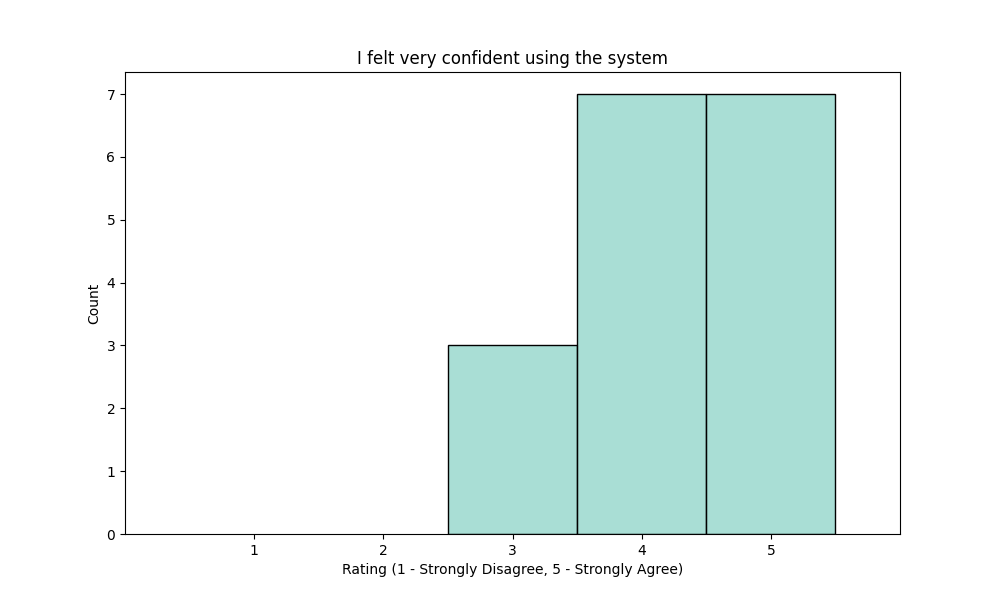 I felt very confident using the system
7
6
5
4
3
2
1
0
Count
1 2 3 4 5
Rating (1 - Strongly Disagree, 5 - Strongly Agree)